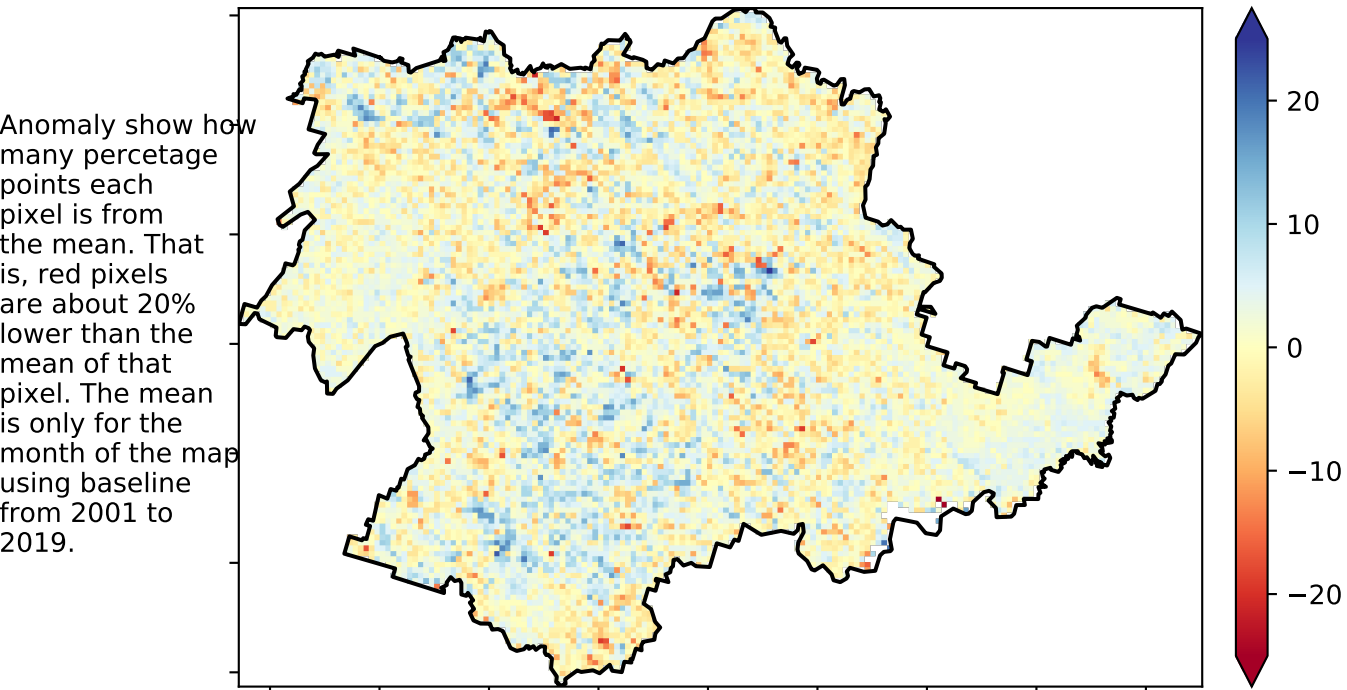 Anomaly show how
many percetage
points each
pixel is from
the mean. That
is, red pixels
are about 20%
lower than the
mean of that
pixel. The mean
is only for the
month of the map
using baseline
from 2001 to
2019.
20
10
0
−10
−20